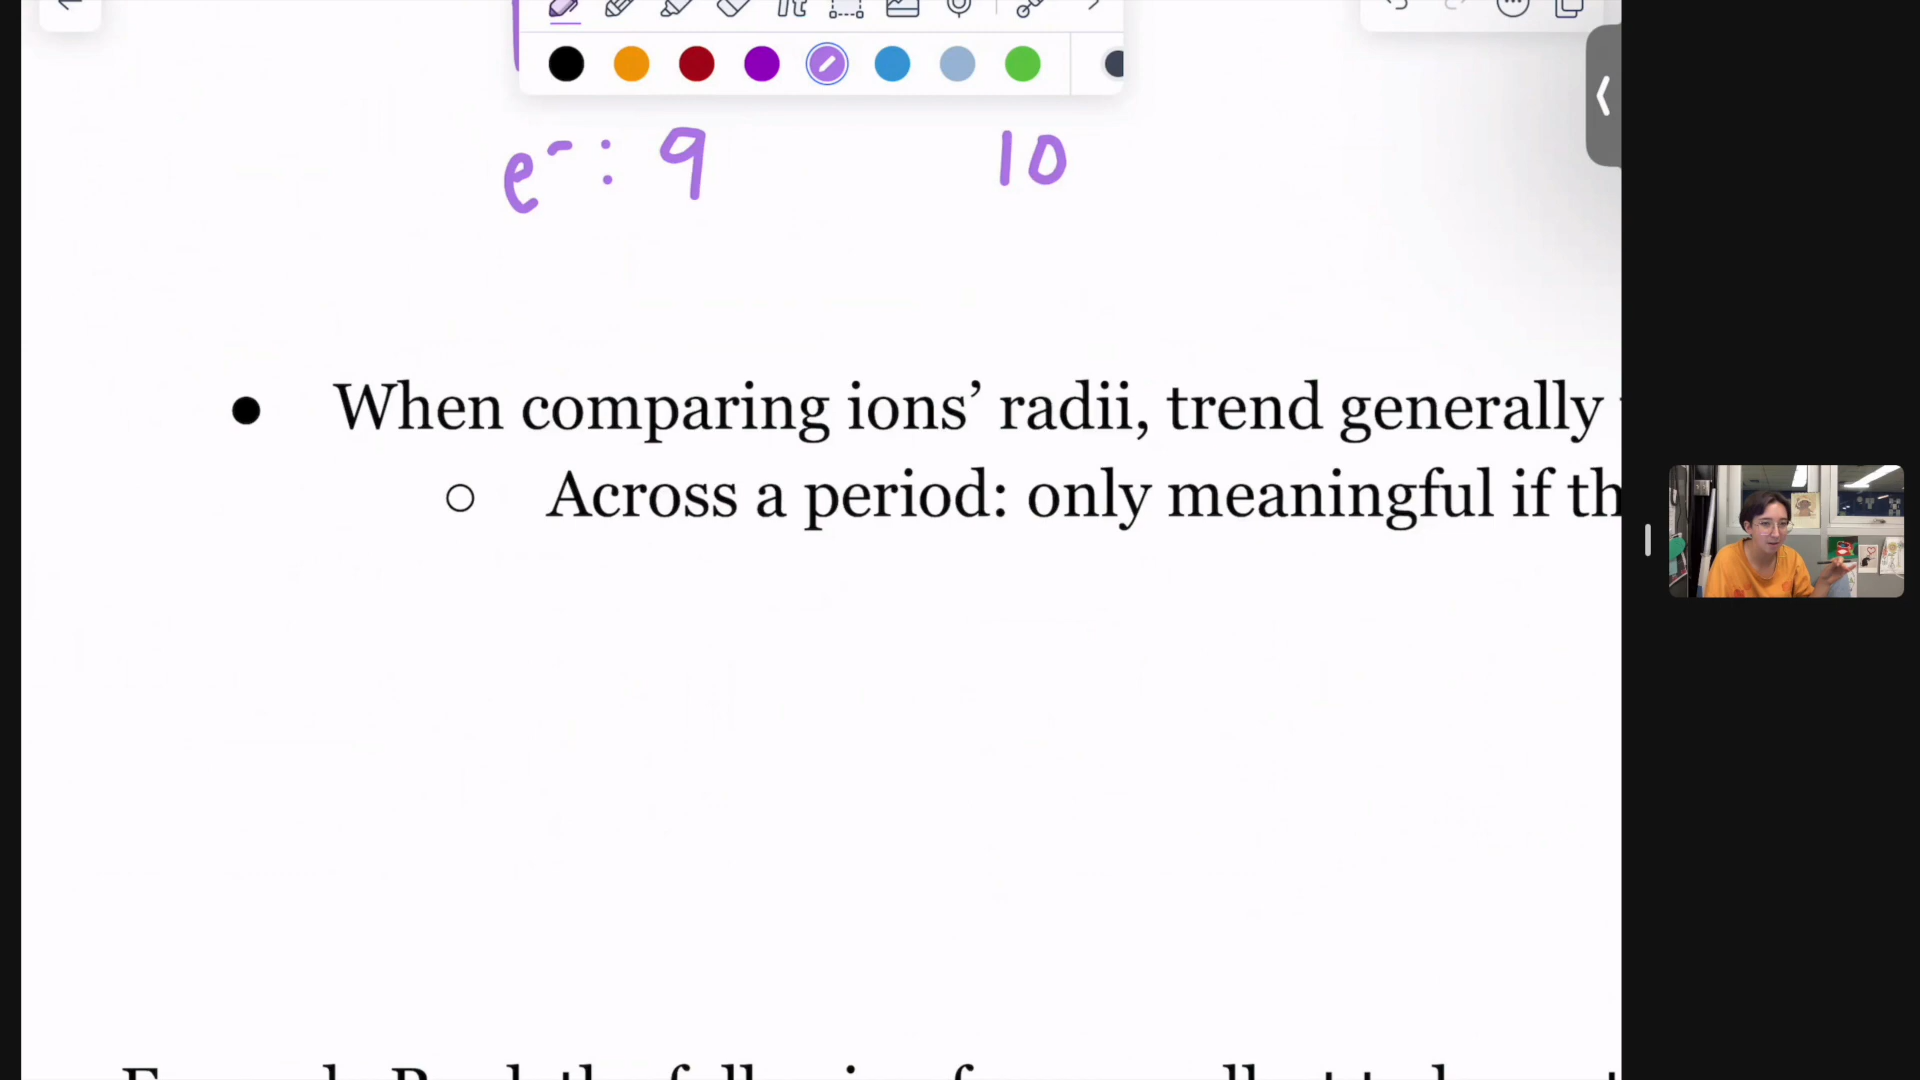 e⁻: 9 10
When comparing ions’ radii, trend generally
Across a period: only meaningful if th